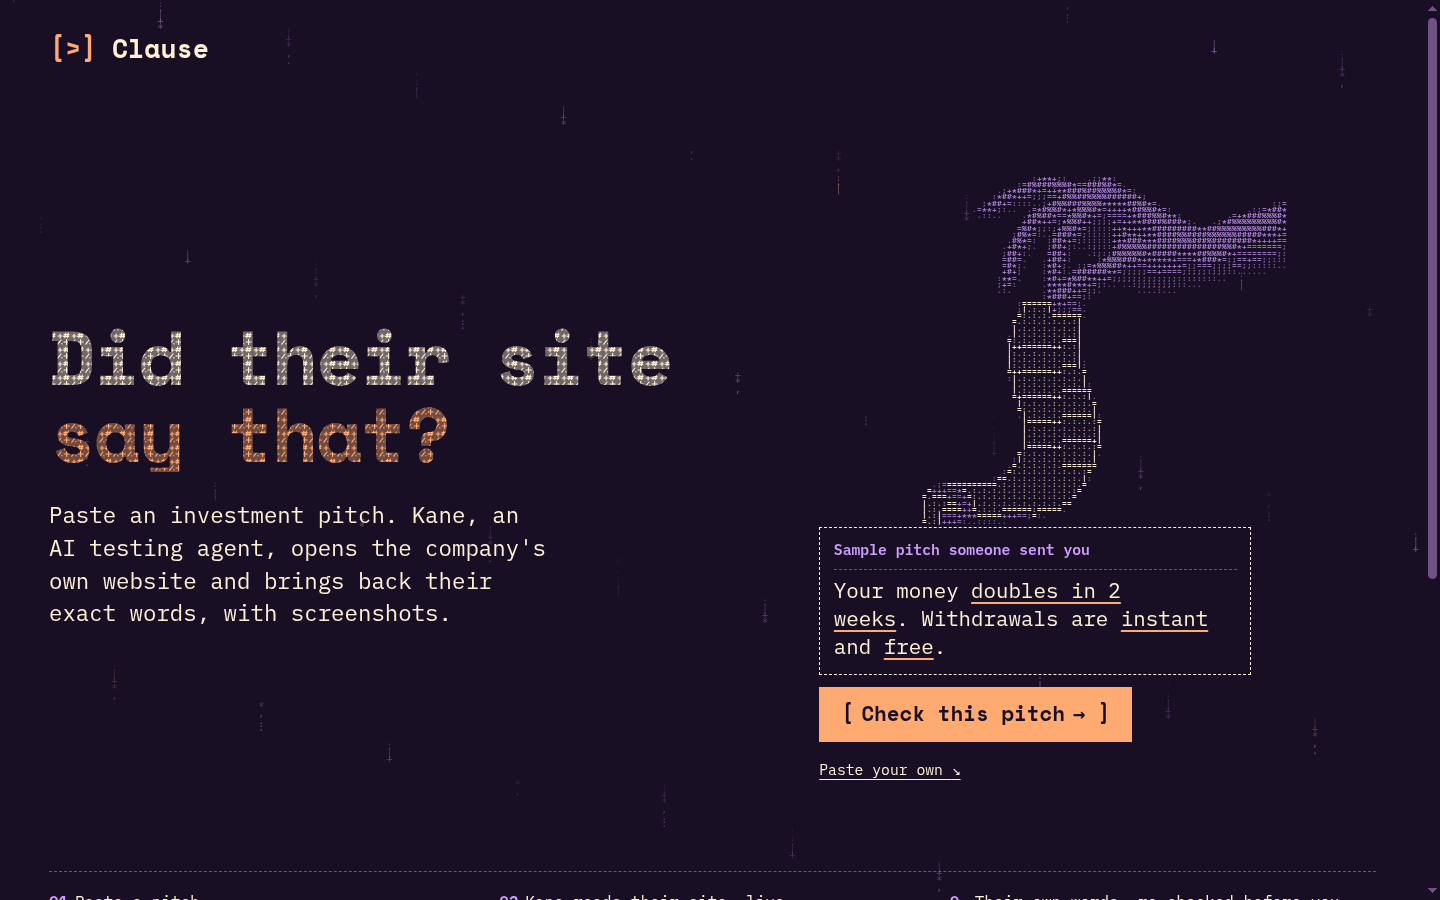 [>] Clause
Did their site
say that?
Paste an investment pitch. Kane, an
AI testing agent, opens the company's
own website and brings back their
exact words, with screenshots.
Sample pitch someone sent you
Your money doubles in 2
weeks. Withdrawals are instant
and free.
[ Check this pitch → ]
Paste your own ↘
Paste a pitch